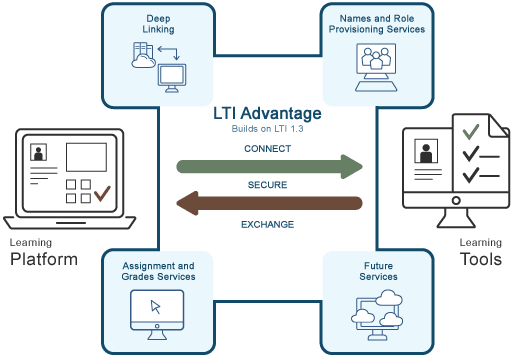 Deep
Linking
Names and Role
Provisioning Services
LTI Advantage
Builds on LTI 1.3
CONNECT
SECURE
EXCHANGE
Learning
Platform
Learning
Tools
Assignment and
Grades Services
Future
Services